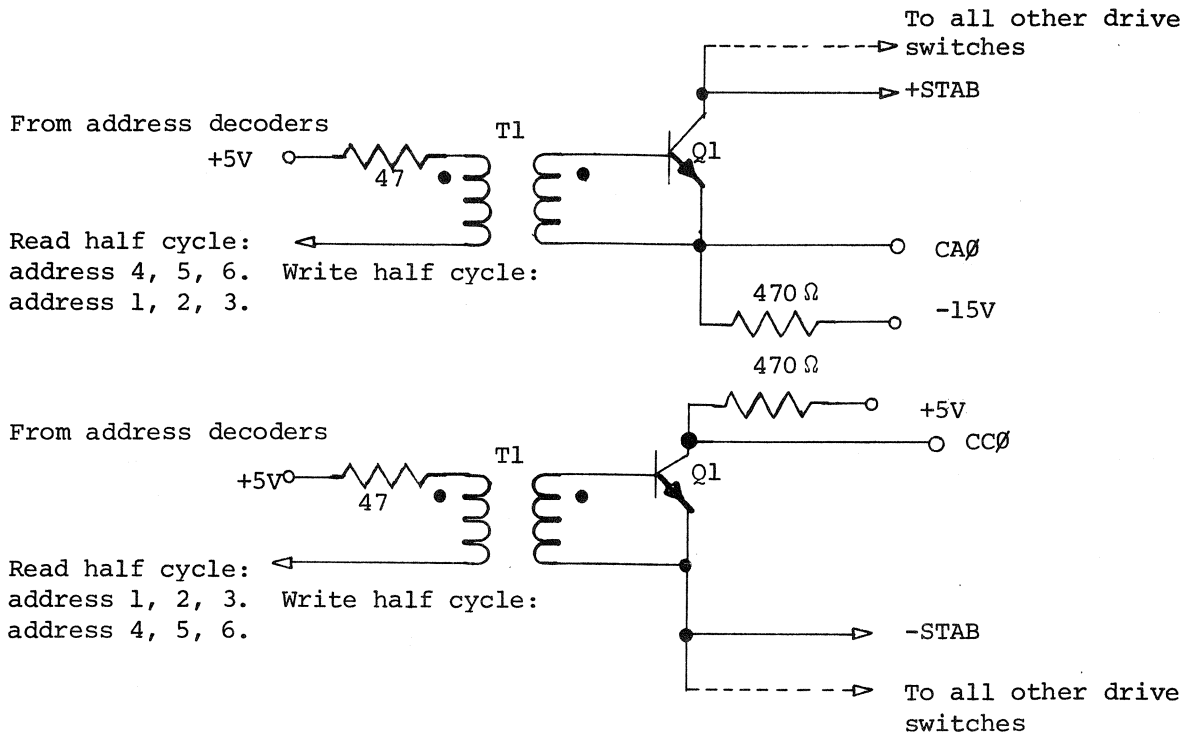 To all other drive
switches
+STAB
From address decoders
T1
+5V
47
Q1
Read half cycle:
address 4, 5, 6. Write half cycle:
address 1, 2, 3.
CAØ
470 Ω
-15V
470 Ω
+5V
From address decoders
CCØ
T1
+5V
47
Q1
Read half cycle:
address 1, 2, 3. Write half cycle:
address 4, 5, 6.
-STAB
To all other drive
switches